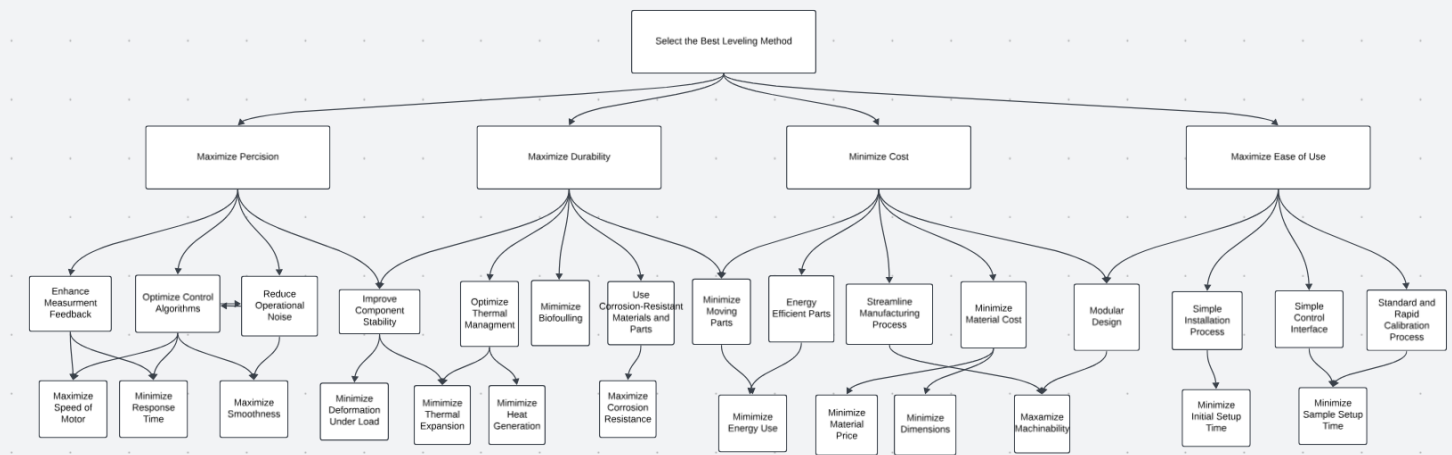 Select the Best Leveling Method
Maximize Percision
Maximize Durability
Minimize Cost
Maximize Ease of Use
Enhance
Measurment
Feedback
Optimize Control
Algorithms
Reduce
Operational
Noise
Improve
Component
Stability
Optimize
Thermal
Managment
Mimimize
Biofoulling
Use
Corrosion-Resistant
Materials and
Parts
Minimize
Moving
Parts
Energy
Efficient Parts
Streamline
Manufacturing
Process
Minimize
Material Cost
Modular
Design
Simple
Installation
Process
Simple
Control
Interface
Standard and
Rapid
Calibration
Process
Maximize
Speed of
Motor
Minimize
Response
Time
Maximize
Smoothness
Minimize
Deformation
Under Load
Mimimize
Thermal
Expansion
Mimimize
Heat
Generation
Maximize
Corrosion
Resistance
Mimimize
Energy Use
Minimize
Material
Price
Minimize
Dimensions
Maxamize
Machinability
Minimize
Initial Setup
Time
Minimize
Sample Setup
Time